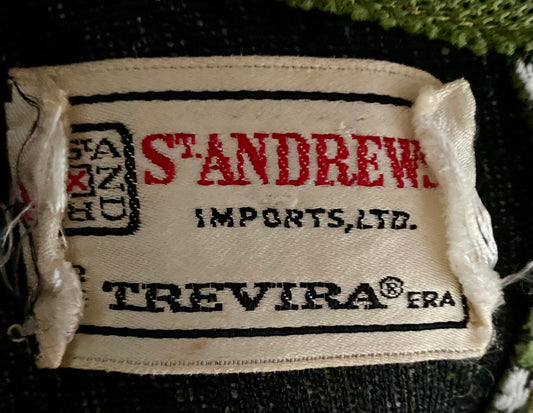 ST. ANDREWS
IMPORTS, LTD.
TREVIRA® ERA